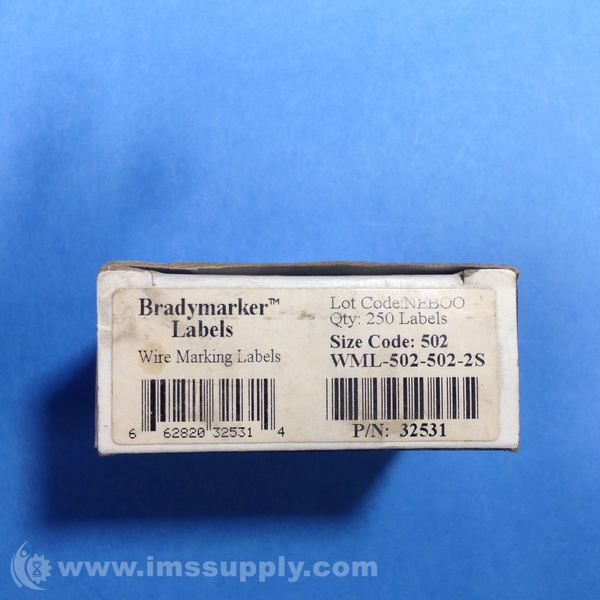 Bradymarker™
Labels
Wire Marking Labels
6 62820 32531 4
Lot Code:NEBOO
Qty: 250 Labels
Size Code: 502
WML-502-502-2S
P/N: 32531
www.imssupply.com